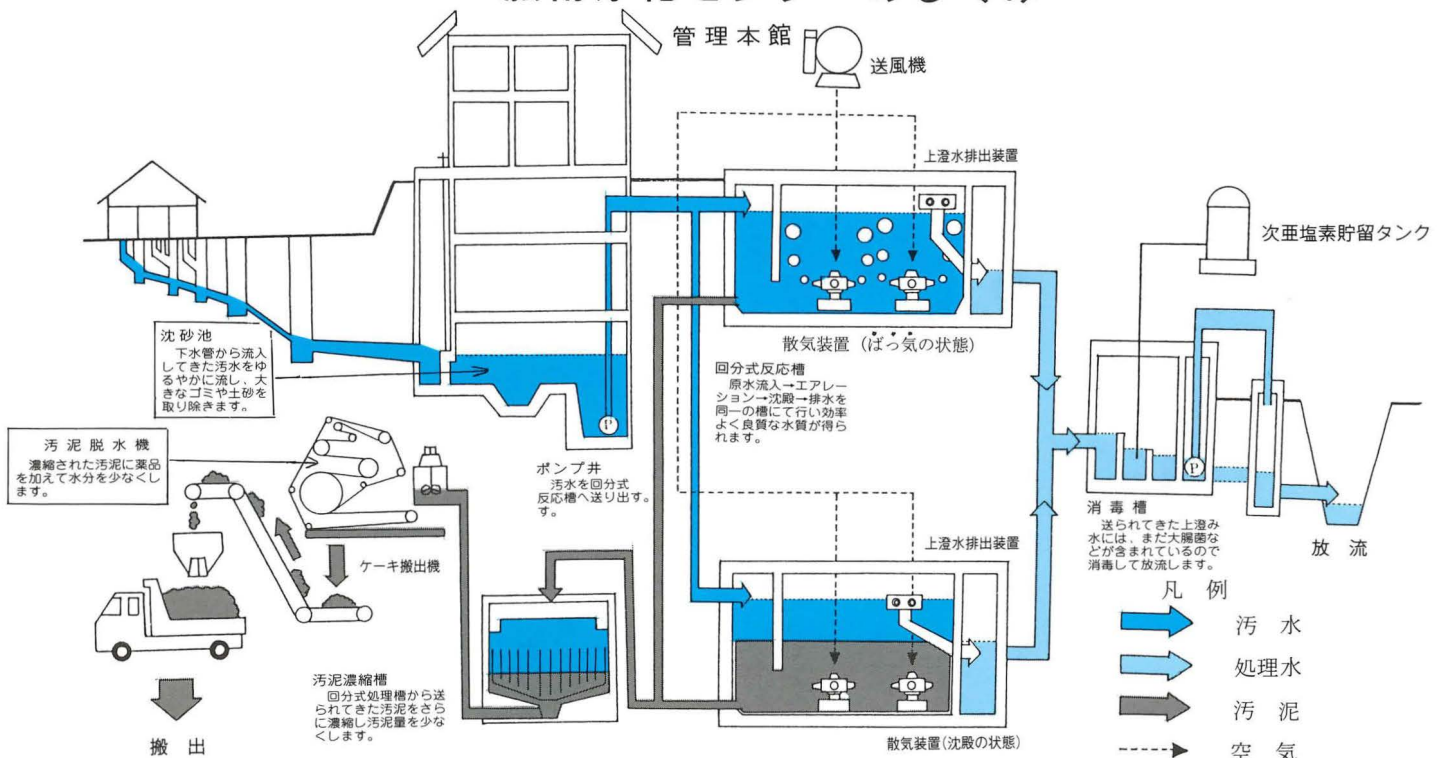 管理本館
送風機
上澄水排出装置
次亜塩素貯留タンク
沈砂池
下水管から流入
してきた汚水をゆ
るやかに流し、大
きなゴミや土砂を
取り除きます。
散気装置（ばっ気の状態）
回分式反応槽
原水流入→エアレー
ション→沈殿→排水を
同一の槽にて行い効率
よく良質な水質が得ら
れます。
汚泥脱水機
濃縮された汚泥に薬品
を加えて水分を少なくし
ます。
P
ポンプ井
汚水を回分式
反応槽へ送り出す。
す。
P
消毒槽
送られてきた上澄み
水には、まだ大腸菌な
どが含まれているので
消毒して放流します。
放流
ケーキ搬出機
上澄水排出装置
汚泥濃縮槽
回分式処理槽から送
られてきた汚泥をさら
に濃縮し汚泥量を少な
くします。
散気装置(沈殿の状態)
搬出
凡例
汚水
処理水
汚泥
空気